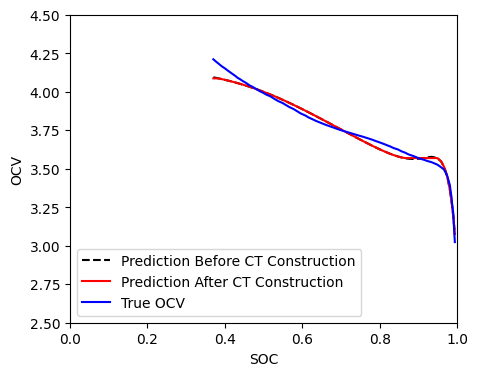 4.50
4.25
4.00
3.75
3.50
3.25
3.00
2.75
2.50
OCV
Prediction Before CT Construction
Prediction After CT Construction
True OCV
0.0 0.2 0.4 0.6 0.8 1.0
SOC